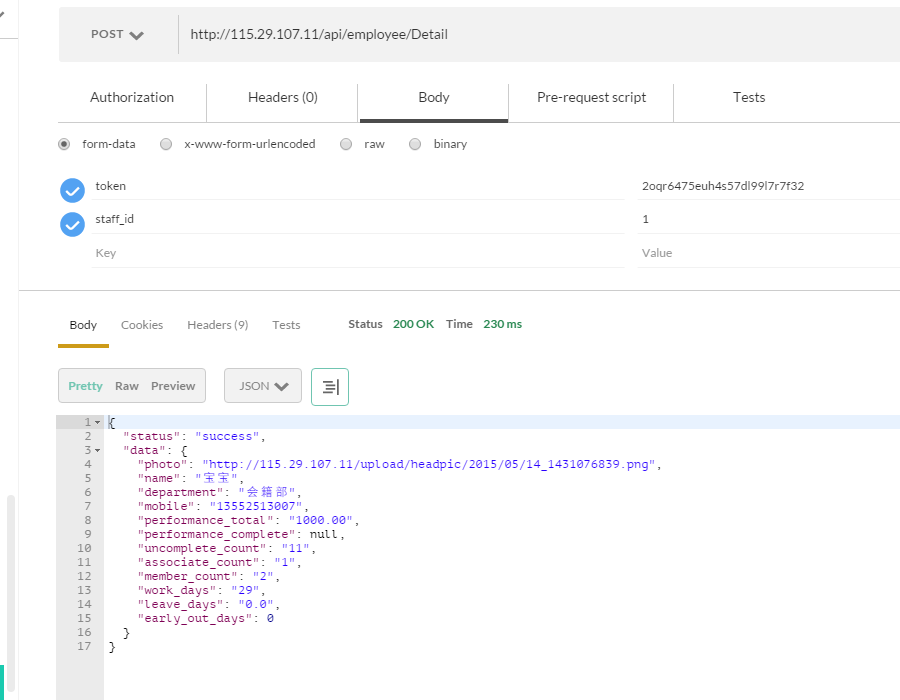 POST http://115.29.107.11/api/employee/Detail
Authorization Headers (0) Body Pre-request script Tests
form-data x-www-form-urlencoded raw binary
token 2oqr6475euh4s57dl99l7r7f32
staff_id 1
Key Value
Body Cookies Headers (9) Tests Status 200 OK Time 230 ms
Pretty Raw Preview JSON
1 {
2 "status": "success",
3 "data": {
4 "photo": "http://115.29.107.11/upload/headpic/2015/05/14_1431076839.png",
5 "name": "宝宝",
6 "department": "会籍部",
7 "mobile": "13552513007",
8 "performance_total": "1000.00",
9 "performance_complete": null,
10 "uncomplete_count": "11",
11 "associate_count": "1",
12 "member_count": "2",
13 "work_days": "29",
14 "leave_days": "0.0",
15 "early_out_days": 0
16 }
17 }